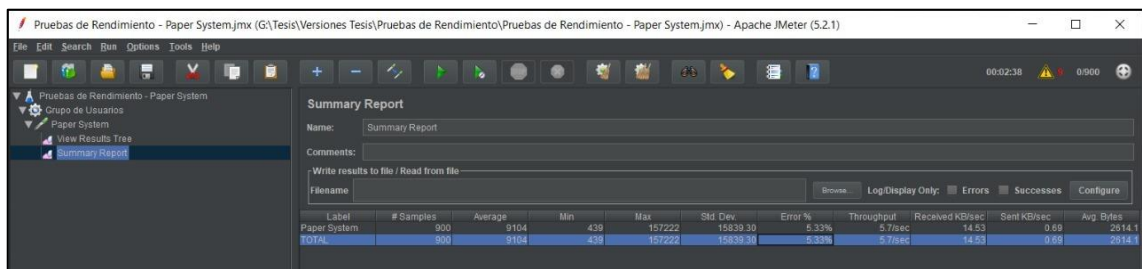 Pruebas de Rendimiento - Paper System.jmx (G:\Tesis\Versiones Tesis\Pruebas de Rendimiento\Pruebas de Rendimiento - Paper System.jmx) - Apache JMeter (5.2.1)
File Edit Search Run Options Tools Help
00:02:38 0/900
Pruebas de Rendimiento - Paper System
Grupo de Usuarios
Paper System
View Results Tree
Summary Report
Summary Report
Name: Summary Report
Comments:
Write results to file / Read from file
Filename Browse... Log/Display Only: Errors Successes Configure
Label # Samples Average Min Max Std. Dev. Error % Throughput Received KB/sec Sent KB/sec Avg. Bytes
Paper System 900 9104 439 157222 15839.30 5.33% 5.7/sec 14.53 0.69 2614.1
TOTAL 900 9104 439 157222 15839.30 5.33% 5.7/sec 14.53 0.69 2614.1